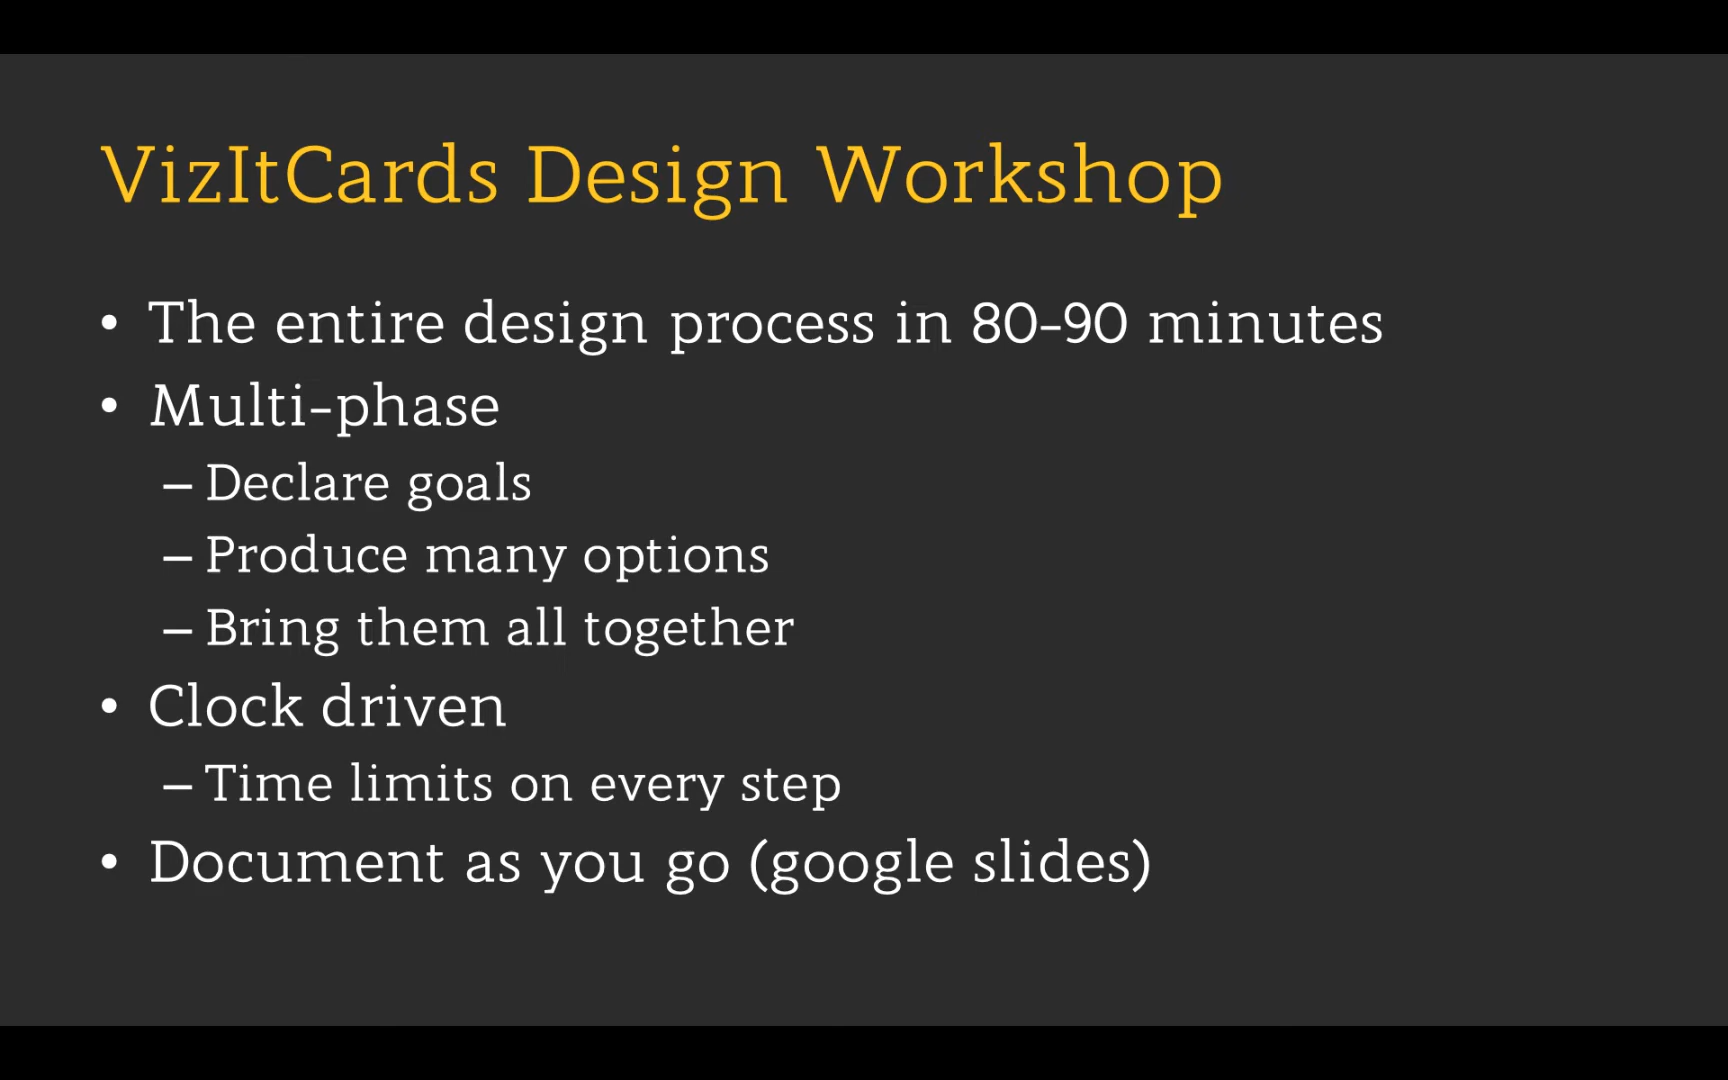 VizItCards Design Workshop
• The entire design process in 80-90 minutes
• Multi-phase
– Declare goals
– Produce many options
– Bring them all together
• Clock driven
– Time limits on every step
• Document as you go (google slides)